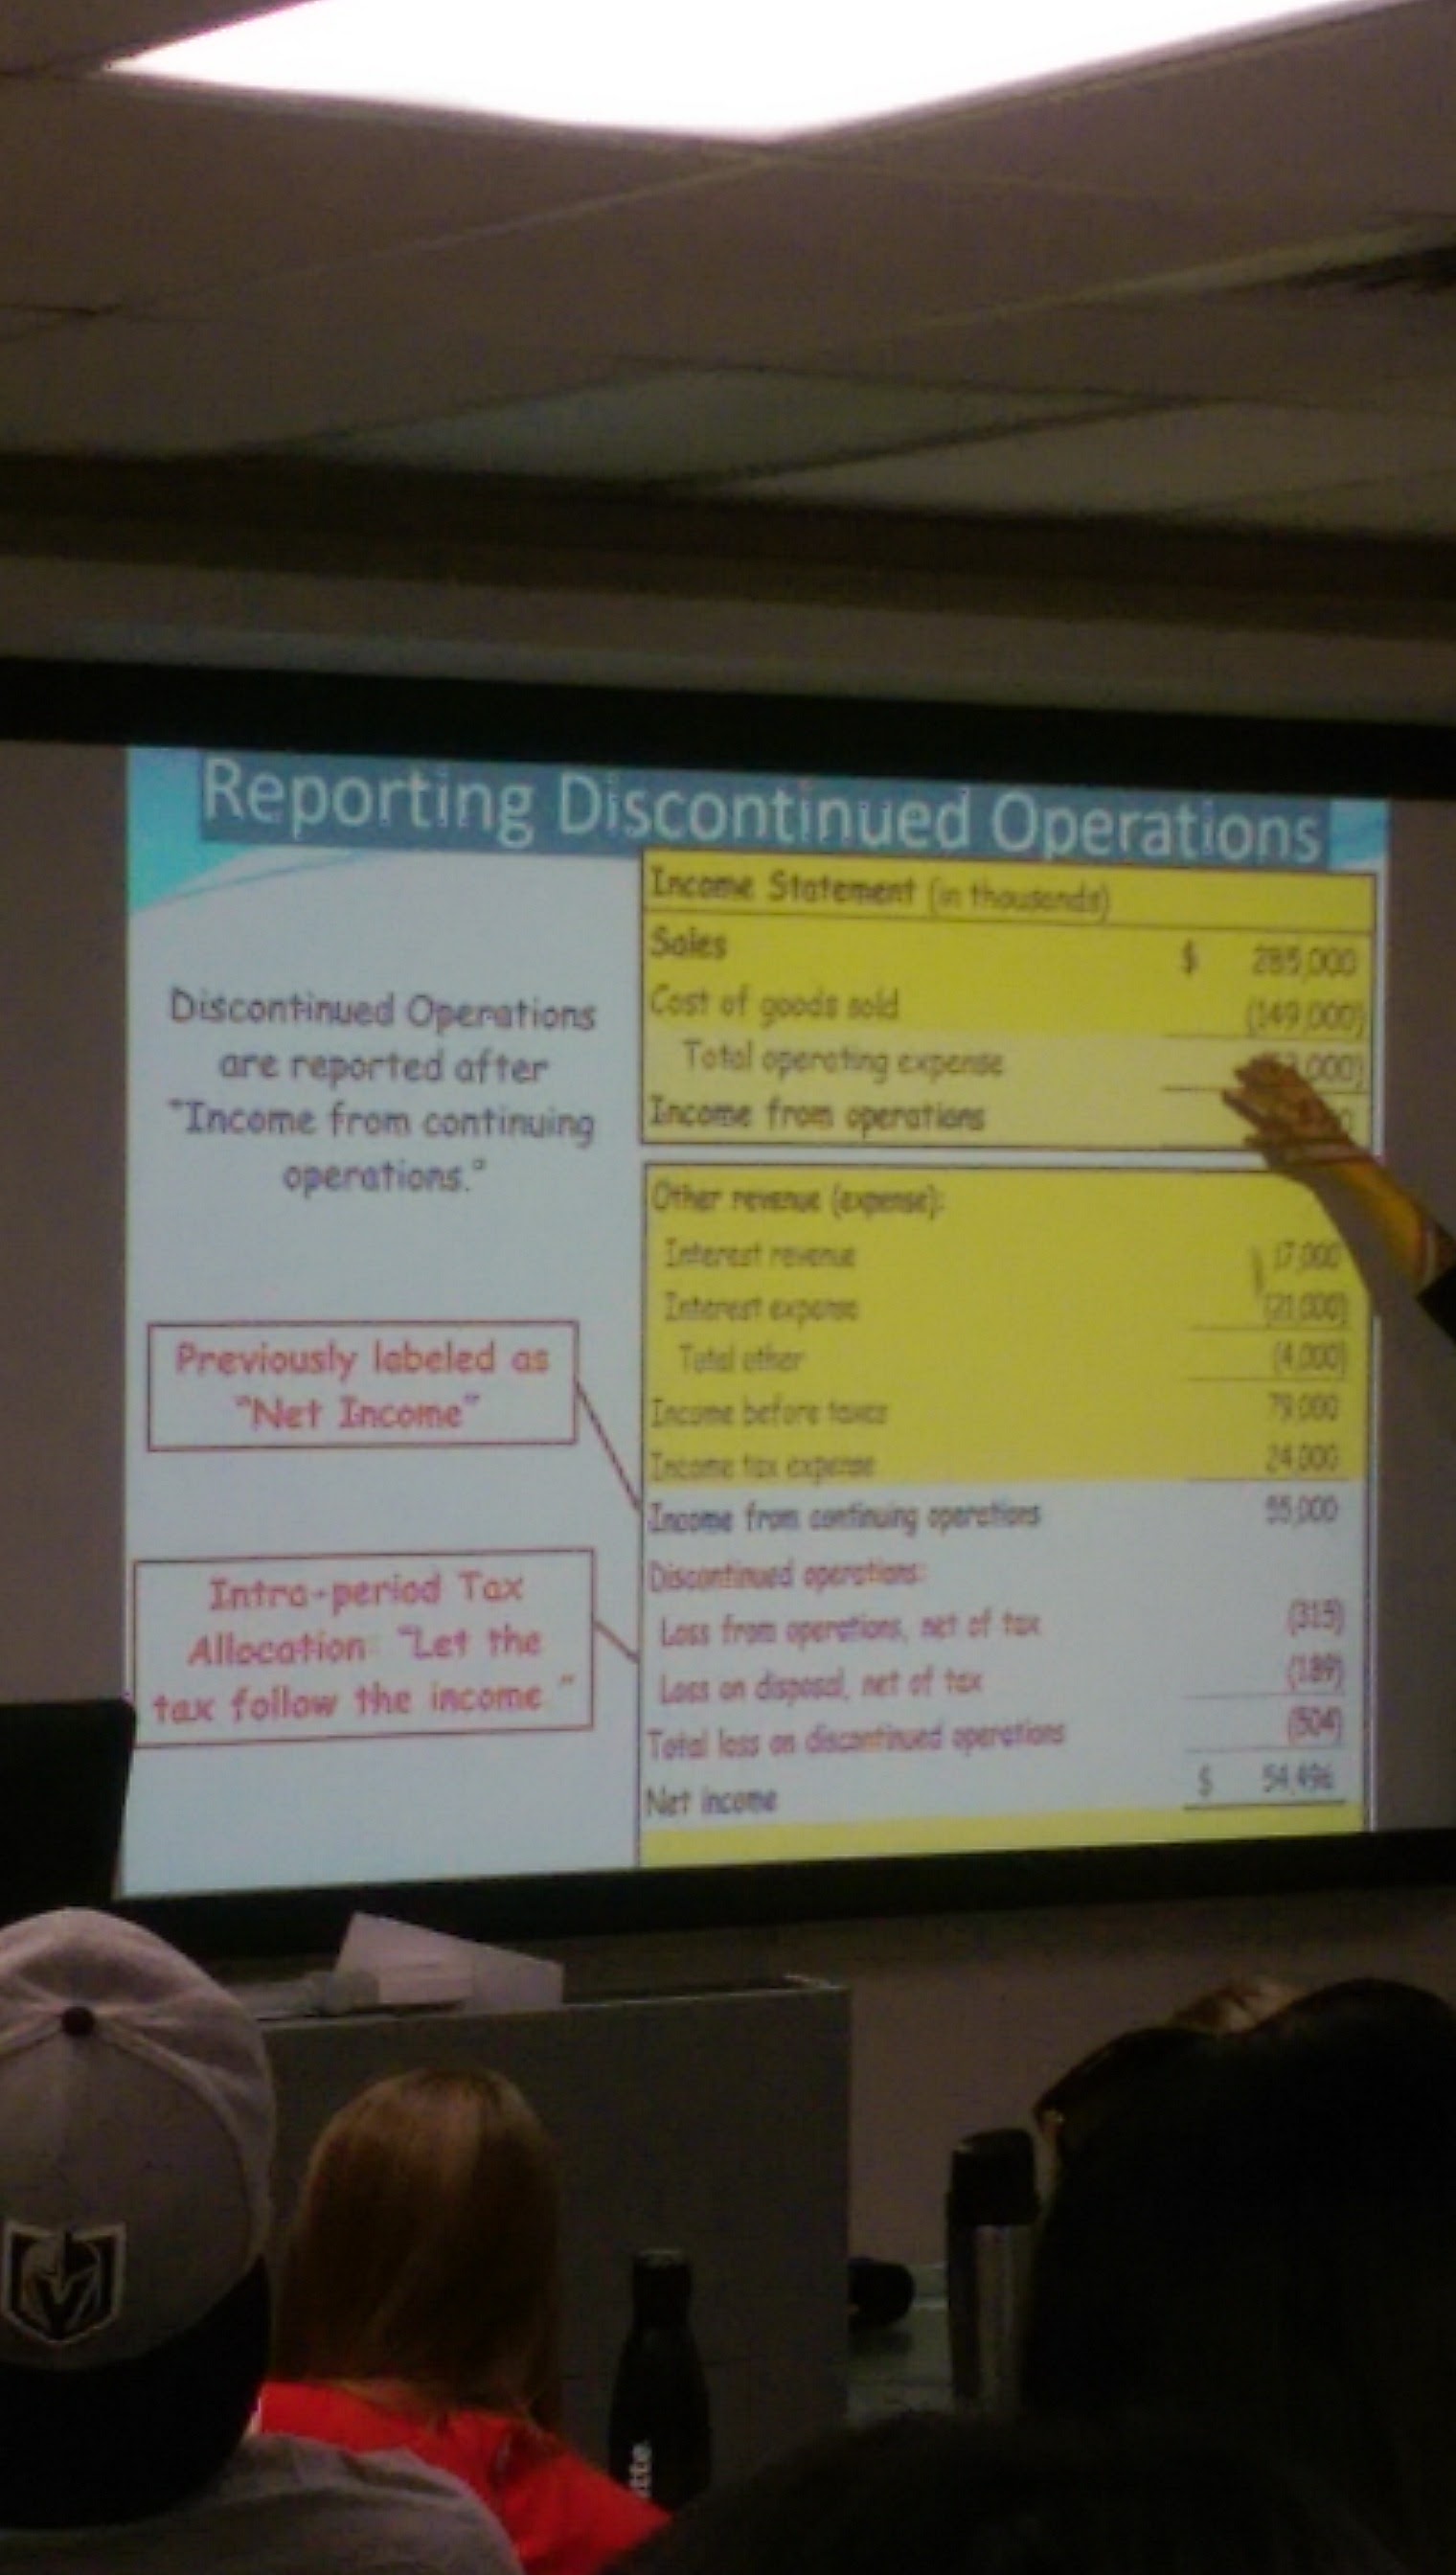 Reporting Discontinued Operations
Discontinued Operations
are reported after
"Income from continuing
operations."
Previously labeled as
"Net Income"
Intra-period Tax
Allocation: "Let the
tax follow the income."
Income Statement (in thousands)
Sales $ 285,000
Cost of goods sold (149,000)
Total operating expense ,000)
Income from operations
Other revenue (expense):
Interest revenue 17,000
Interest expense (21,000)
Total other (4,000)
Income before taxes 79,000
Income tax expense 24,000
Income from continuing operations 55,000
Discontinued operations:
Loss from operations, net of tax (315)
Loss on disposal, net of tax (189)
Total loss on discontinued operations (504)
Net income $ 54,496